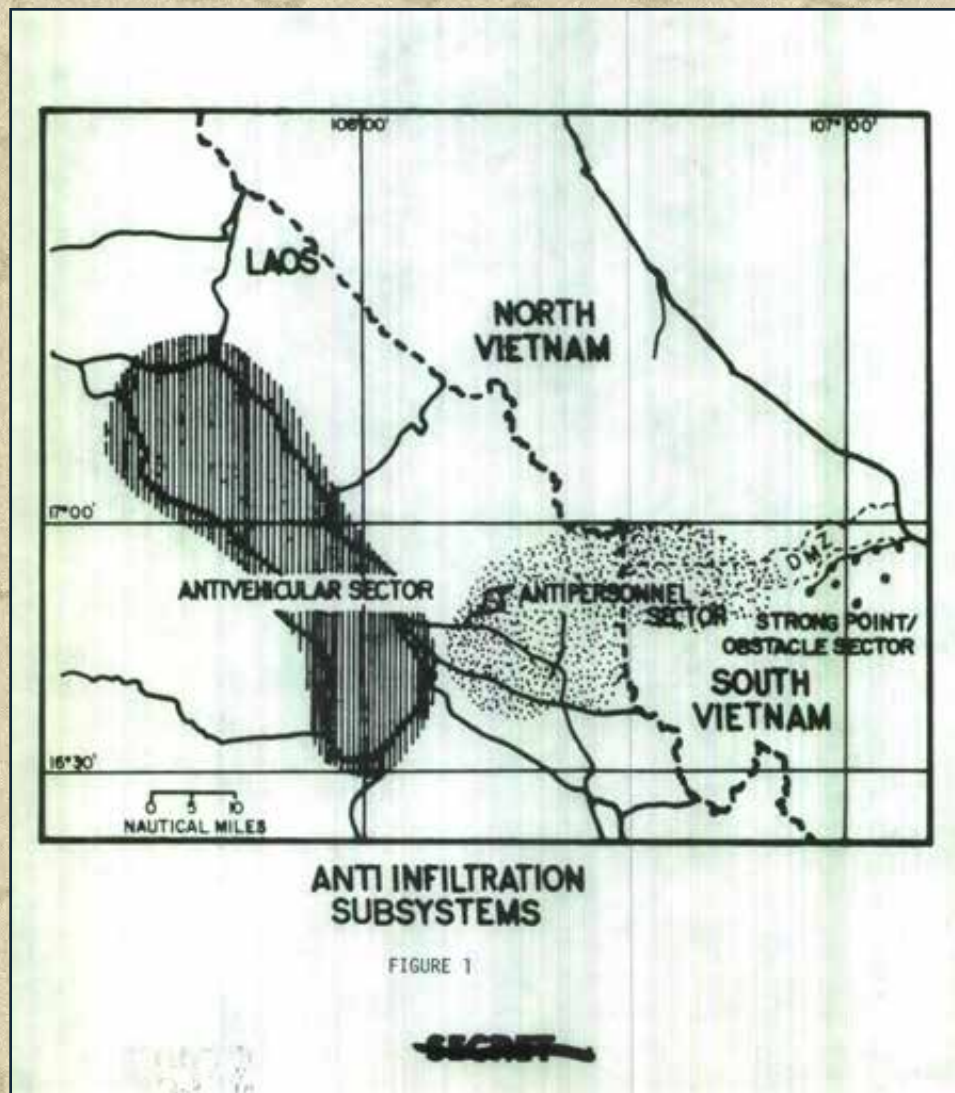 106°00'
107°00'
LAOS
NORTH
VIETNAM
17°00'
DMZ
ANTIVEHICULAR SECTOR
ANTIPERSONNEL
SECTOR
STRONG POINT/
OBSTACLE SECTOR
SOUTH
VIETNAM
16°30'
0 5 10
NAUTICAL MILES
ANTI INFILTRATION
SUBSYSTEMS
FIGURE 1
SECRET